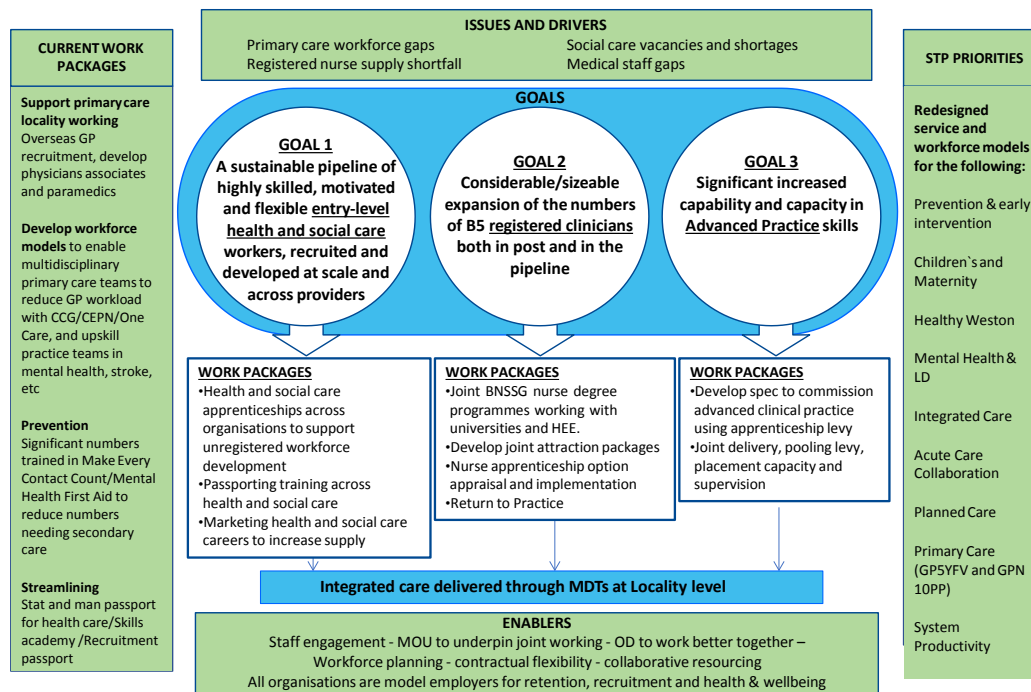 ISSUES AND DRIVERS
Primary care workforce gaps
Social care vacancies and shortages
Registered nurse supply shortfall
Medical staff gaps
CURRENT WORK
PACKAGES
Support primary care
locality working
Overseas GP
recruitment, develop
physicians associates
and paramedics
Develop workforce
models to enable
multidisciplinary
primary care teams to
reduce GP workload
with CCG/CEPN/One
Care, and upskill
practice teams in
mental health, stroke,
etc
Prevention
Significant numbers
trained in Make Every
Contact Count/Mental
Health First Aid to
reduce numbers
needing secondary
care
Streamlining
Stat and man passport
for health care/Skills
academy /Recruitment
passport
GOALS
GOAL 1
A sustainable pipeline of
highly skilled, motivated
and flexible entry-level
health and social care
workers, recruited and
developed at scale and
across providers
GOAL 2
Considerable/sizeable
expansion of the numbers
of B5 registered clinicians
both in post and in the
pipeline
GOAL 3
Significant increased
capability and capacity in
Advanced Practice skills
WORK PACKAGES
•Health and social care
apprenticeships across
organisations to support
unregistered workforce
development
•Passporting training across
health and social care
•Marketing health and social care
careers to increase supply
WORK PACKAGES
•Joint BNSSG nurse degree
programmes working with
universities and HEE.
•Develop joint attraction packages
•Nurse apprenticeship option
appraisal and implementation
•Return to Practice
WORK PACKAGES
•Develop spec to commission
advanced clinical practice
using apprenticeship levy
•Joint delivery, pooling levy,
placement capacity and
supervision
Integrated care delivered through MDTs at Locality level
ENABLERS
Staff engagement - MOU to underpin joint working - OD to work better together –
Workforce planning - contractual flexibility - collaborative resourcing
All organisations are model employers for retention, recruitment and health & wellbeing
STP PRIORITIES
Redesigned
service and
workforce models
for the following:
Prevention & early
intervention
Children`s and
Maternity
Healthy Weston
Mental Health &
LD
Integrated Care
Acute Care
Collaboration
Planned Care
Primary Care
(GP5YFV and GPN
10PP)
System
Productivity